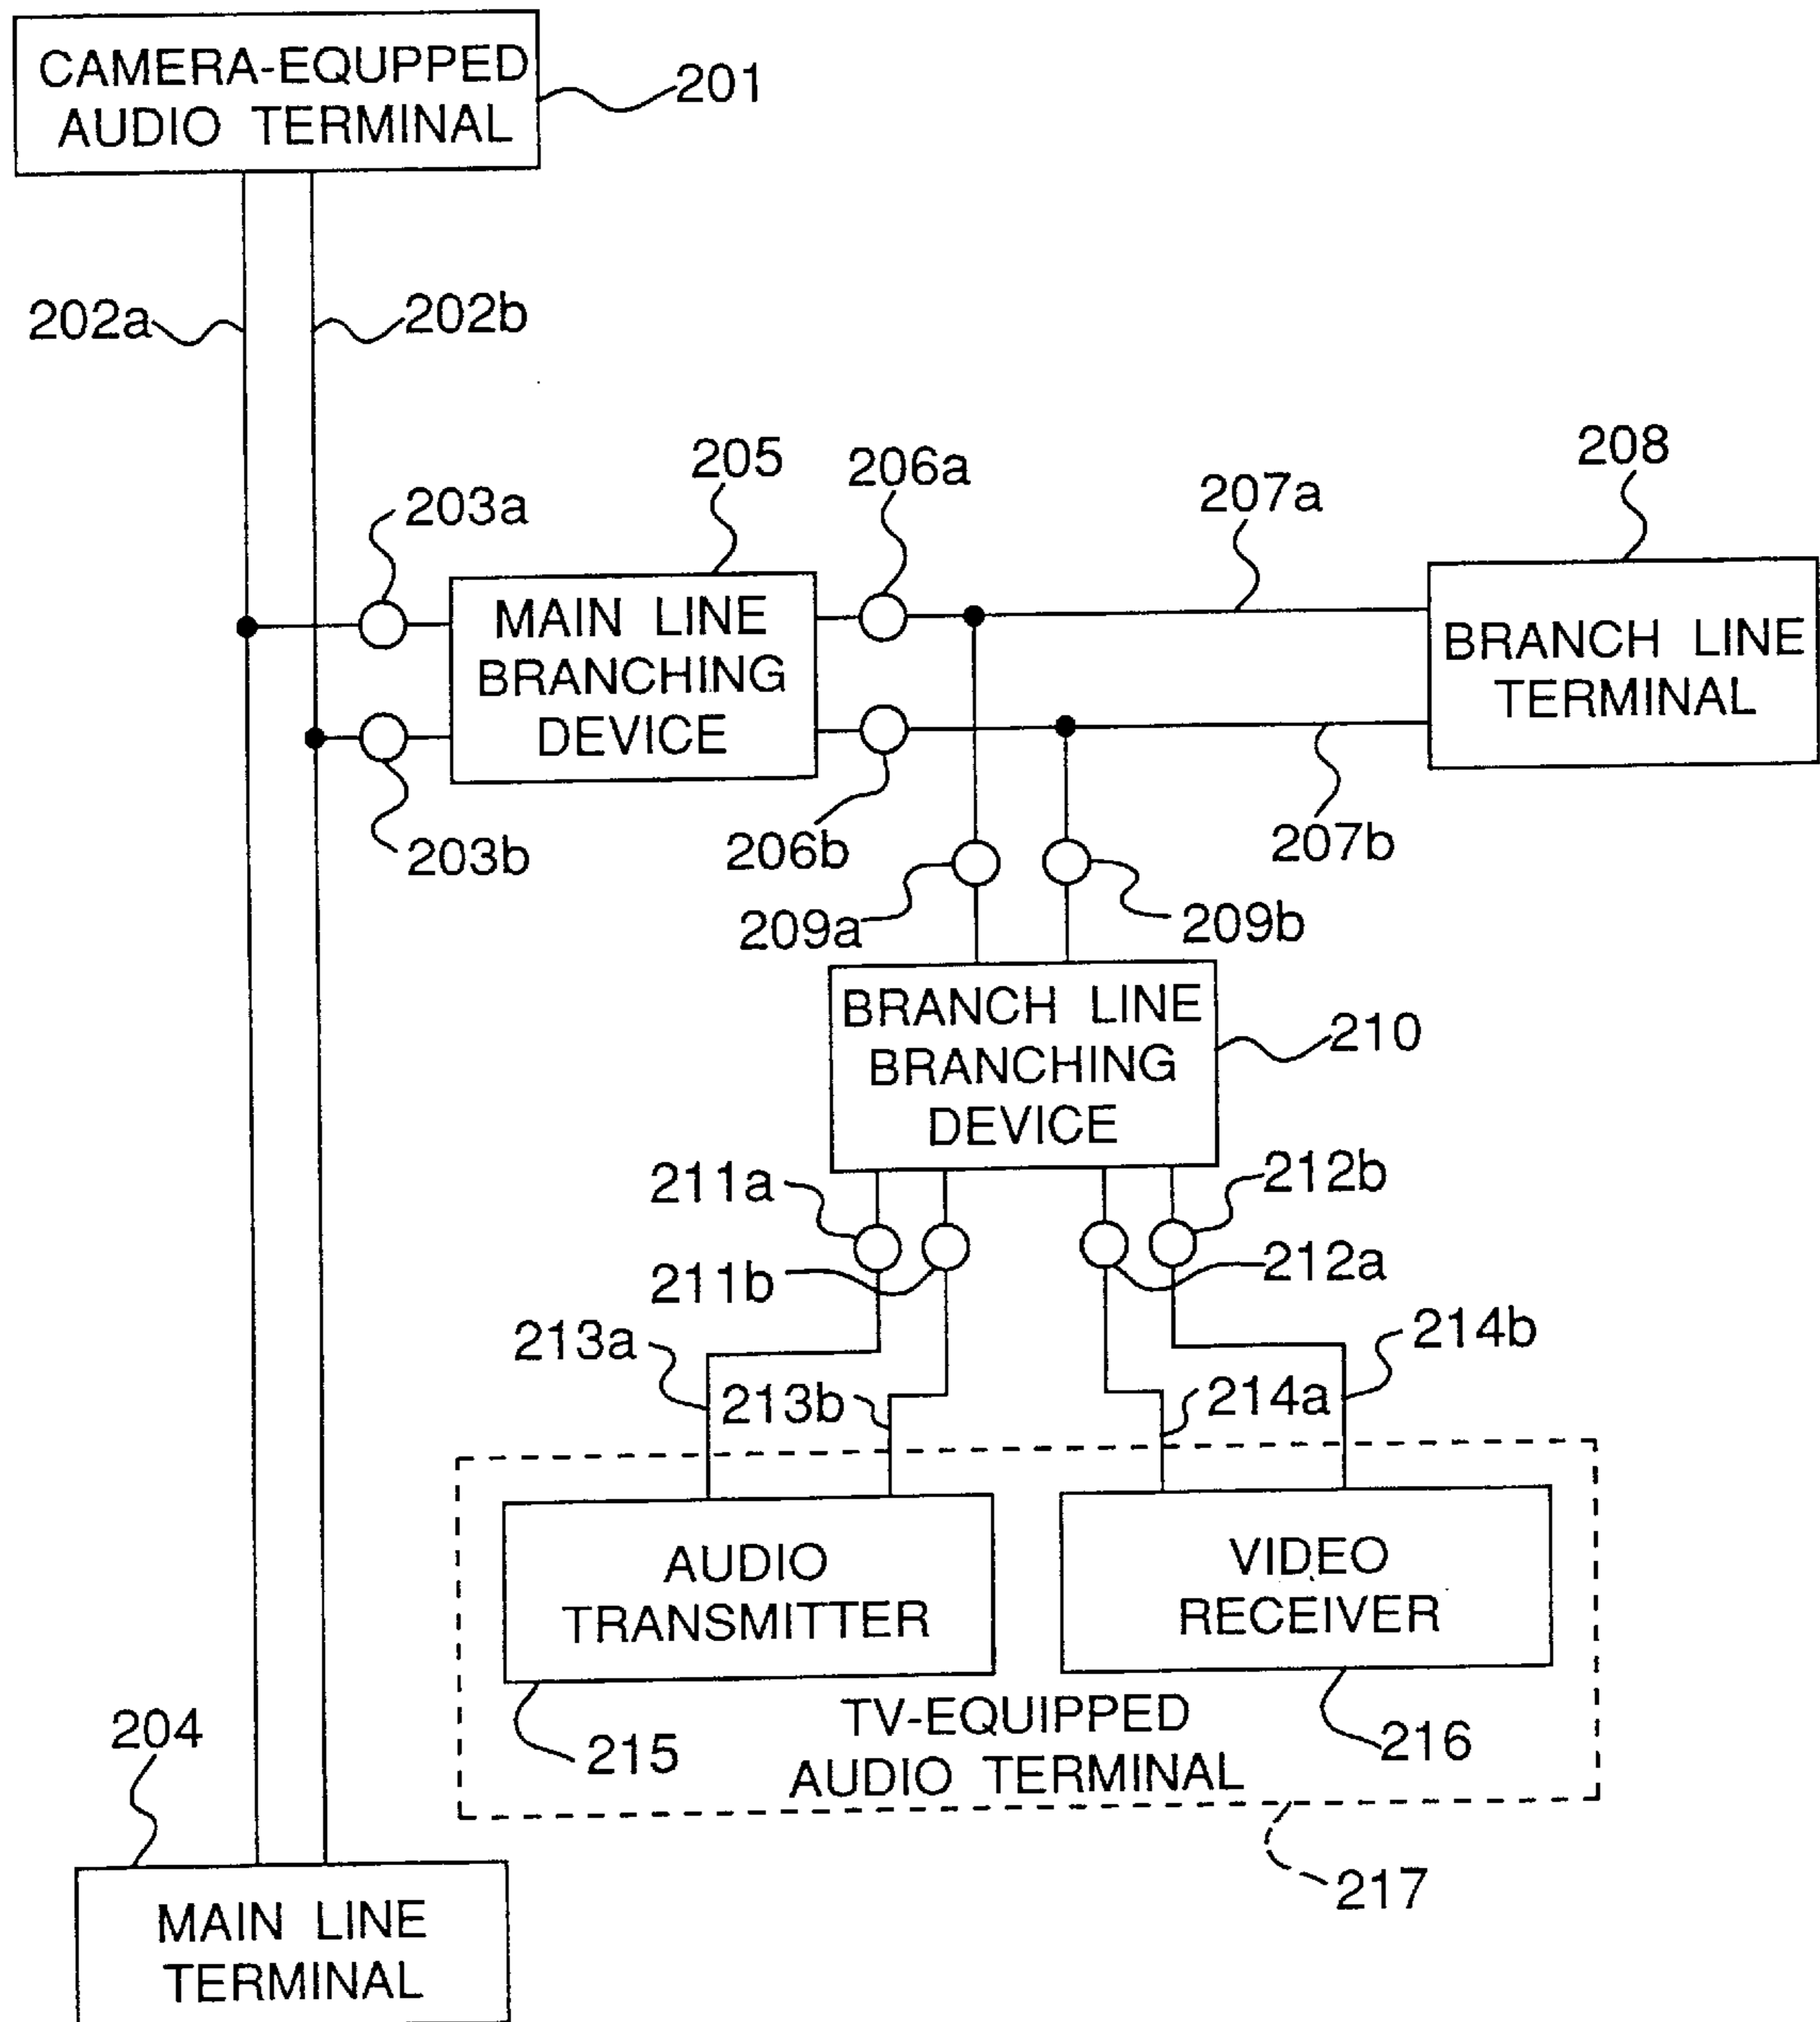 CAMERA-EQUPPED
AUDIO TERMINAL
201
202a
202b
205
206a
207a
208
203a
MAIN LINE
BRANCHING
DEVICE
BRANCH LINE
TERMINAL
203b
206b
207b
209a
209b
BRANCH LINE
BRANCHING
DEVICE
210
211a
212b
211b
212a
213a
214b
213b
214a
AUDIO
TRANSMITTER
VIDEO
RECEIVER
204
215
TV-EQUIPPED
AUDIO TERMINAL
216
217
MAIN LINE
TERMINAL